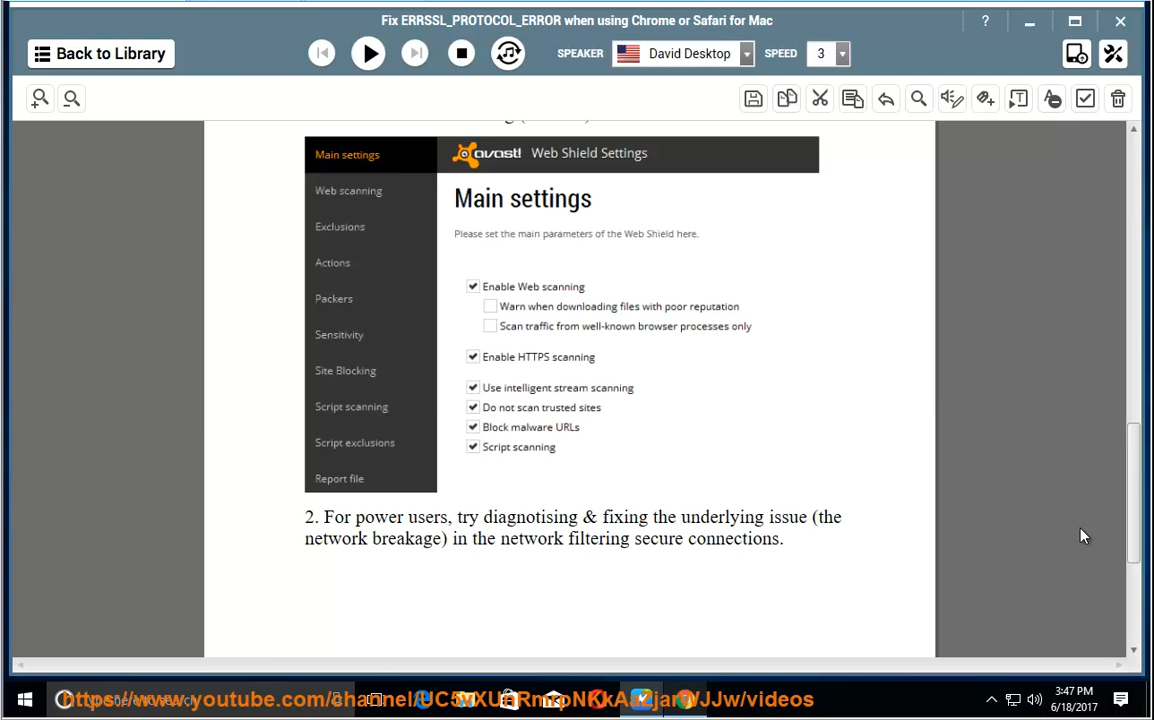 Fix ERRSSL_PROTOCOL_ERROR when using Chrome or Safari for Mac
?
Back to Library
SPEAKER
David Desktop
SPEED
3
Main settings
avast! Web Shield Settings
Web scanning
Exclusions
Actions
Packers
Sensitivity
Site Blocking
Script scanning
Script exclusions
Report file
Main settings
Please set the main parameters of the Web Shield here.
Enable Web scanning
Warn when downloading files with poor reputation
Scan traffic from well-known browser processes only
Enable HTTPS scanning
Use intelligent stream scanning
Do not scan trusted sites
Block malware URLs
Script scanning
2. For power users, try diagnotising & fixing the underlying issue (the
network breakage) in the network filtering secure connections.
3:47 PM
6/18/2017